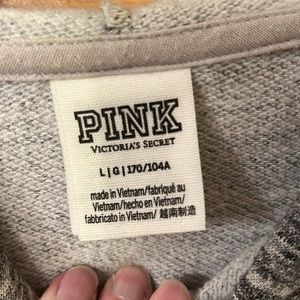 PINK
VICTORIA'S SECRET
L | G | 170/104A
made in Vietnam/fabriqué au
Vietnam/hecho en Vietnam/
fabbricato in Vietnam/ 越南制造